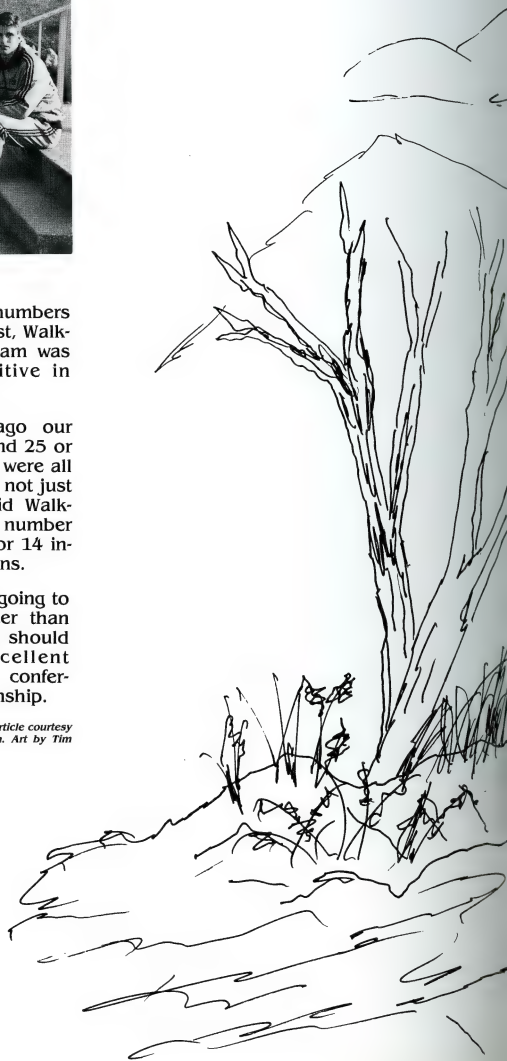 numbers
st, Walk-
am was
itive in
ago our
nd 25 or
were all
not just
id Walk-
number
or 14 in-
ns.
going to
er than
should
cellent
confer-
nship.
rticle courtesy
n. Art by Tim